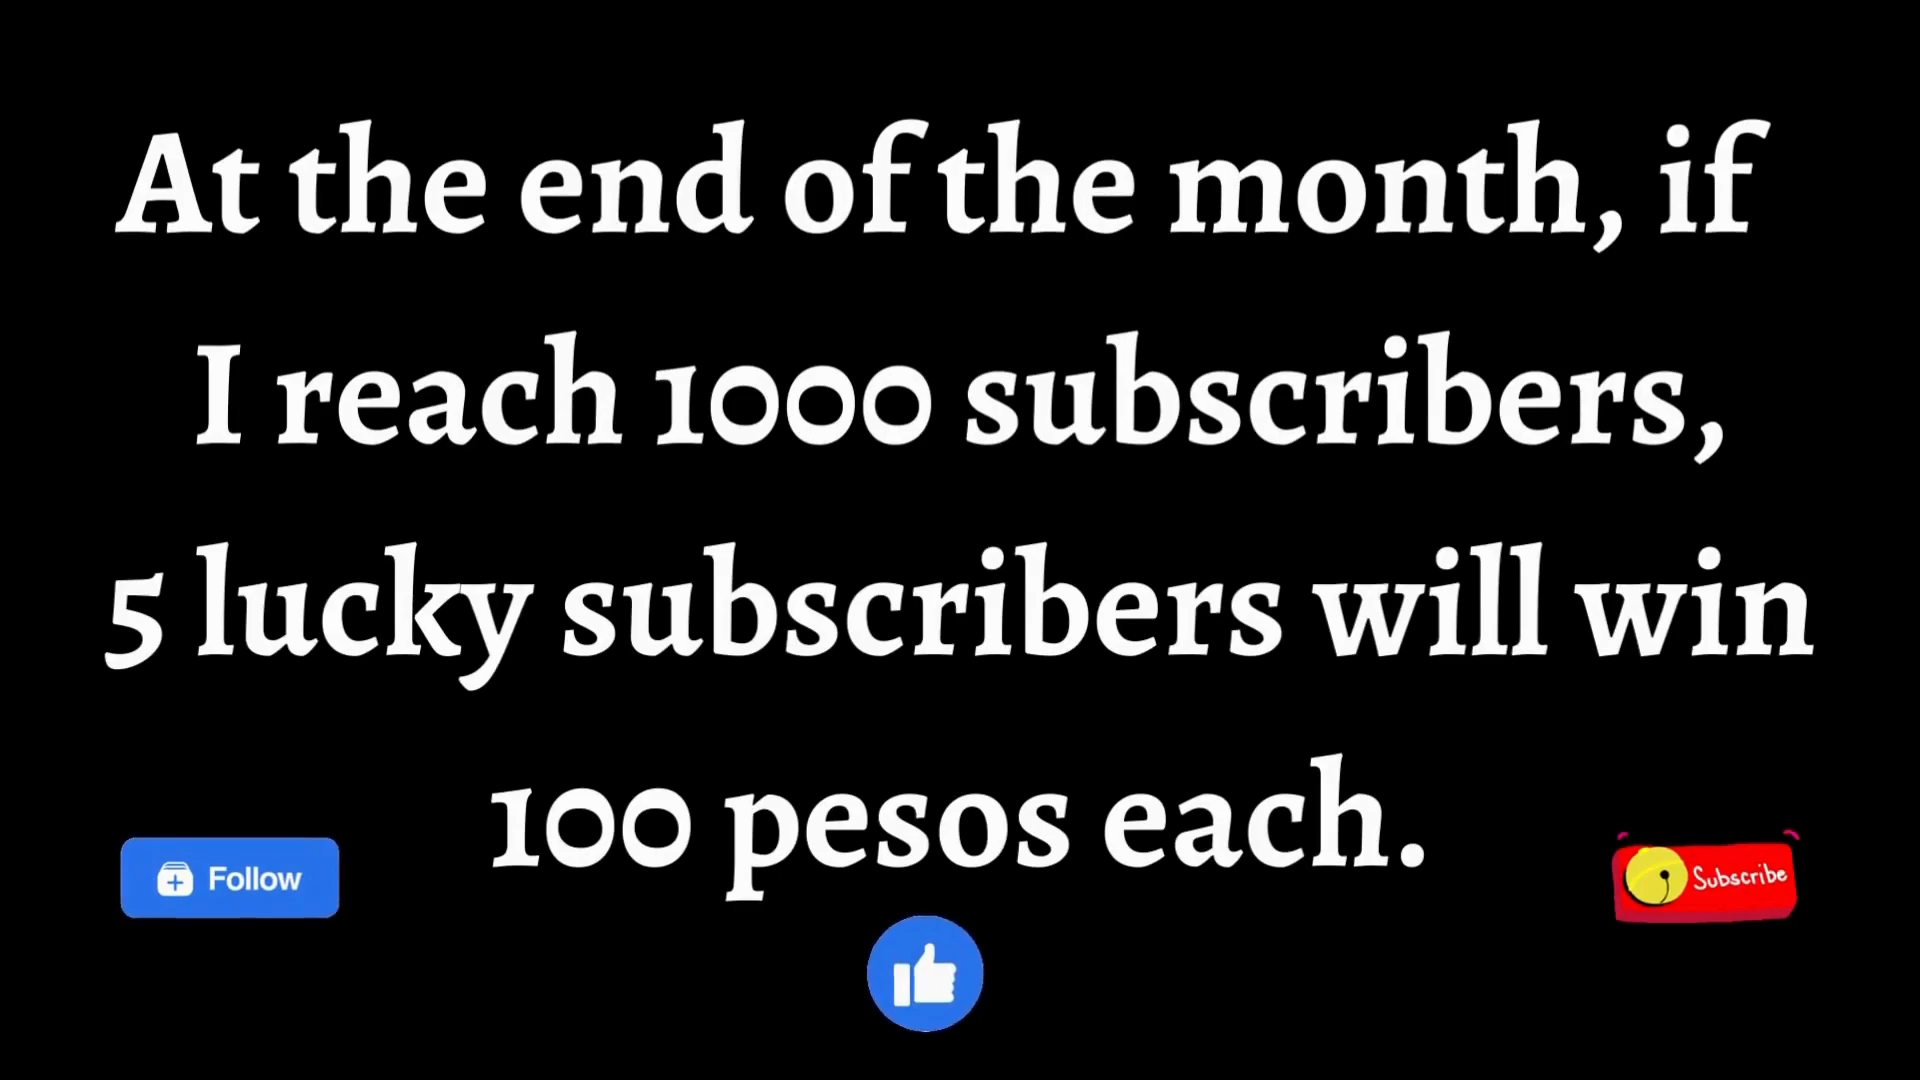 At the end of the month, if
I reach 1000 subscribers,
5 lucky subscribers will win
100 pesos each.
Follow
Subscribe